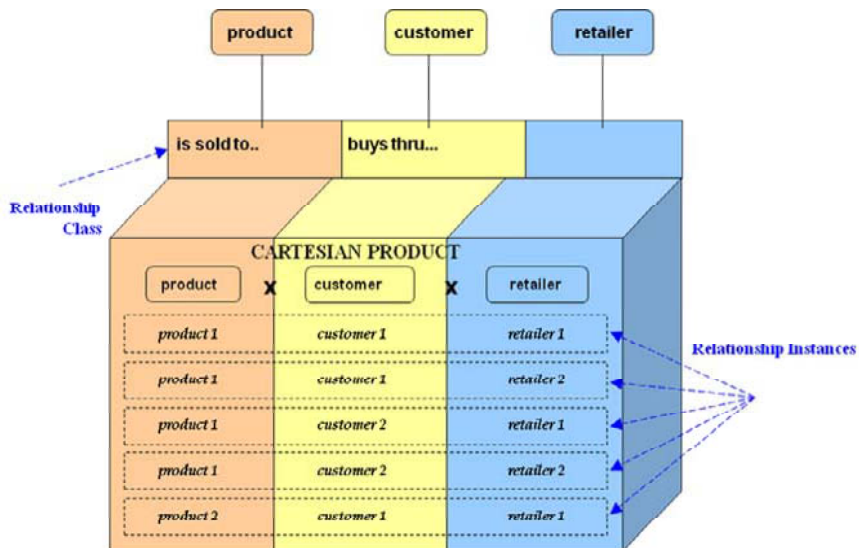 product customer retailer
is sold to.. buys thru...
Relationship
Class
CARTESIAN PRODUCT
product x customer x retailer
product 1 customer 1 retailer 1
Relationship Instances
product 1 customer 1 retailer 2
product 1 customer 2 retailer 1
product 1 customer 2 retailer 2
product 2 customer 1 retailer 1